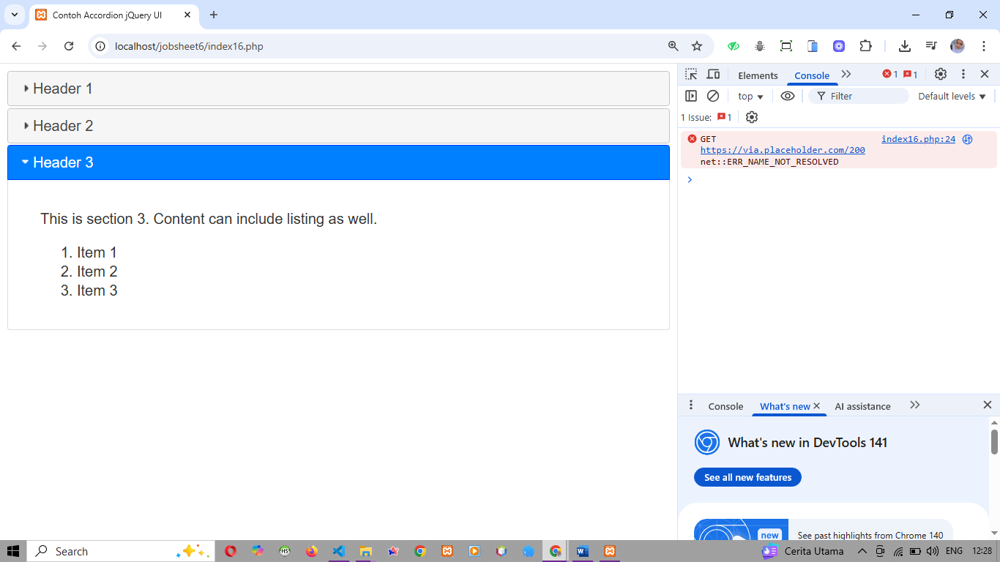 Contoh Accordion jQuery UI
localhost/jobsheet6/index16.php
Header 1
Header 2
Header 3
This is section 3. Content can include listing as well.
1. Item 1
2. Item 2
3. Item 3
Elements Console 1 1
top Filter Default levels
1 Issue: 1
GET index16.php:24
https://via.placeholder.com/200
net::ERR_NAME_NOT_RESOLVED
Console What's new AI assistance
What's new in DevTools 141
See all new features
new
See past highlights from Chrome 140
Search HS Cerita Utama ENG 12:28